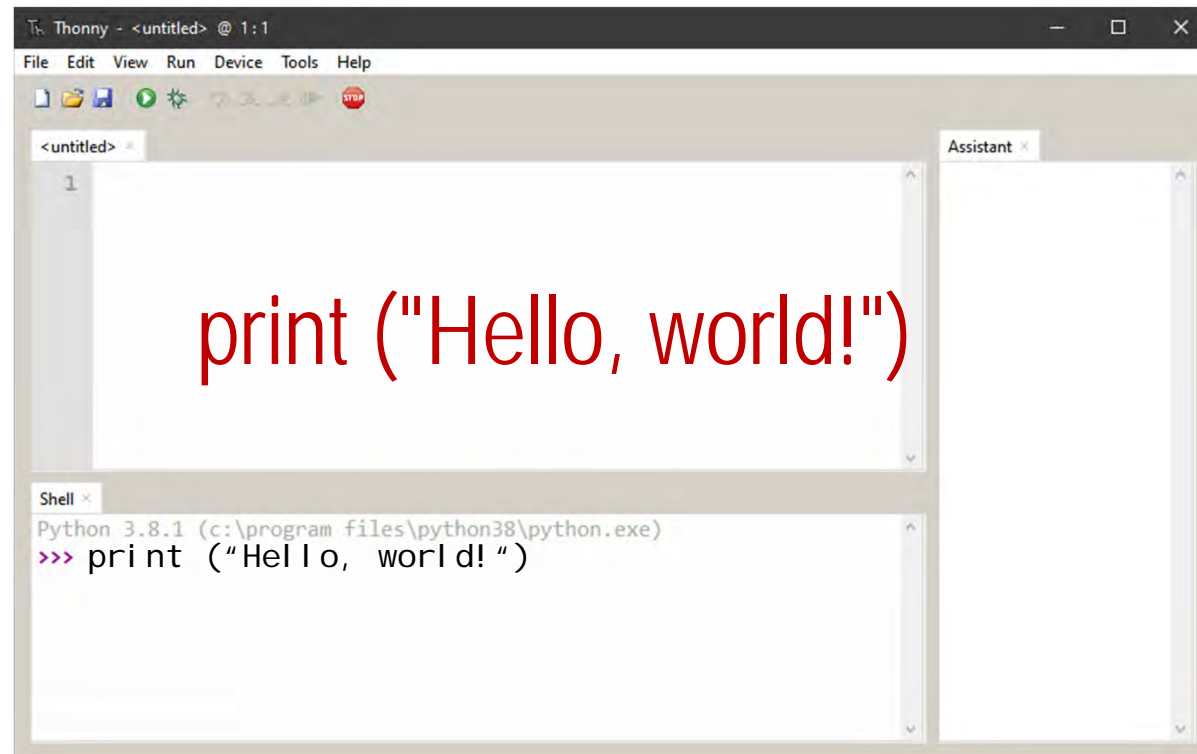 Thonny - <untitled> @ 1:1
File Edit View Run Device Tools Help
STOP
<untitled>
Assistant
1
print ("Hello, world!")
Shell
Python 3.8.1 (c:\program files\python38\python.exe)
>>> print (“Hello, world!“)